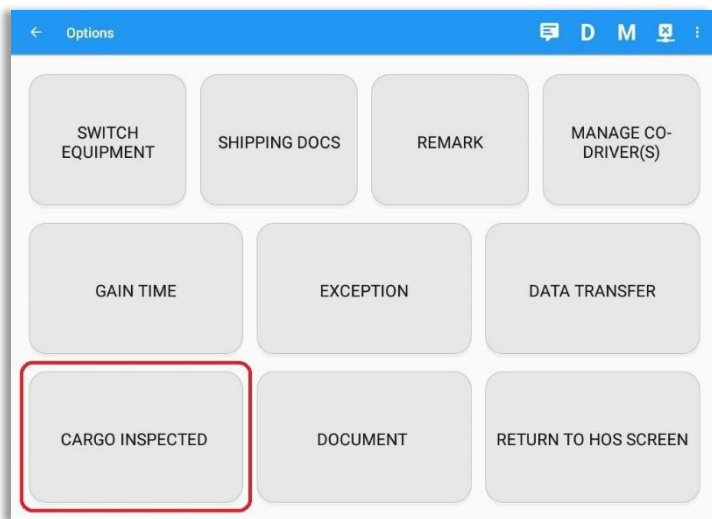 Options D M
SWITCH
EQUIPMENT
SHIPPING DOCS
REMARK
MANAGE CO-
DRIVER(S)
GAIN TIME
EXCEPTION
DATA TRANSFER
CARGO INSPECTED
DOCUMENT
RETURN TO HOS SCREEN